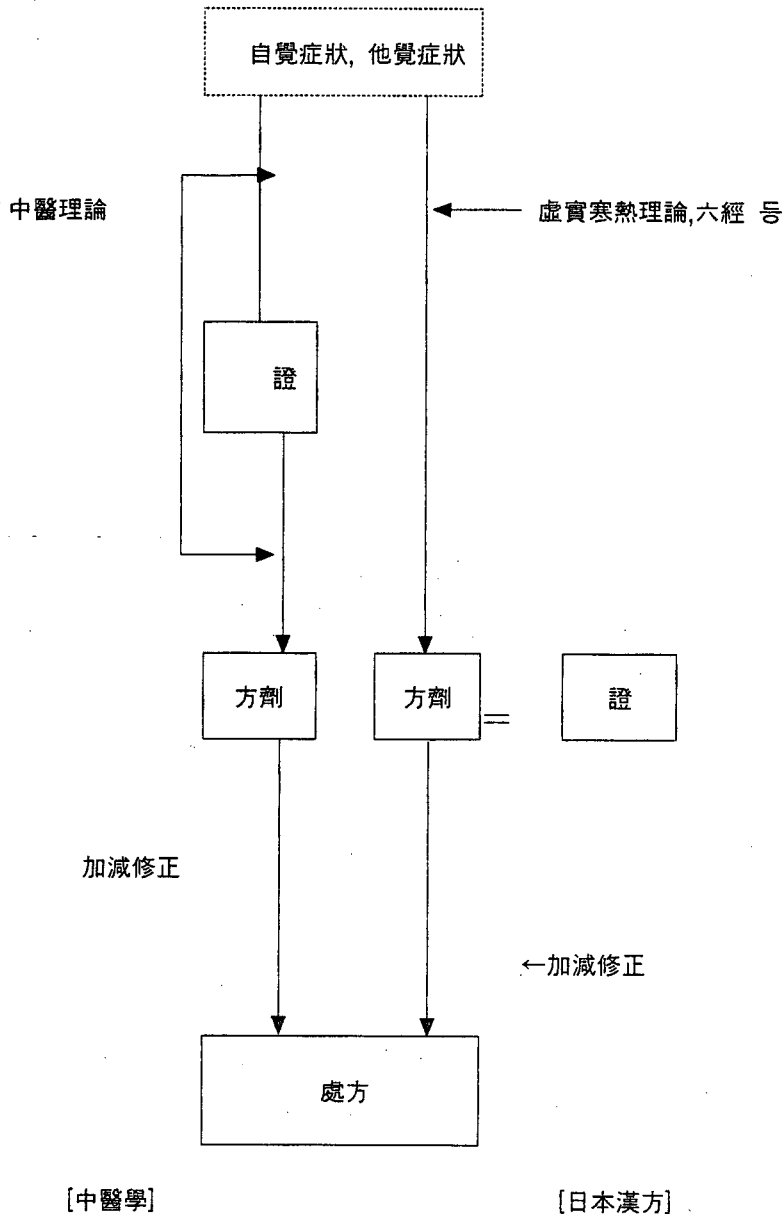 自覺症狀, 他覺症狀
中醫理論
虛實寒熱理論,六經 등
證
方劑
方劑
=
證
加減修正
←加減修正
處方
[中醫學]
[日本漢方]